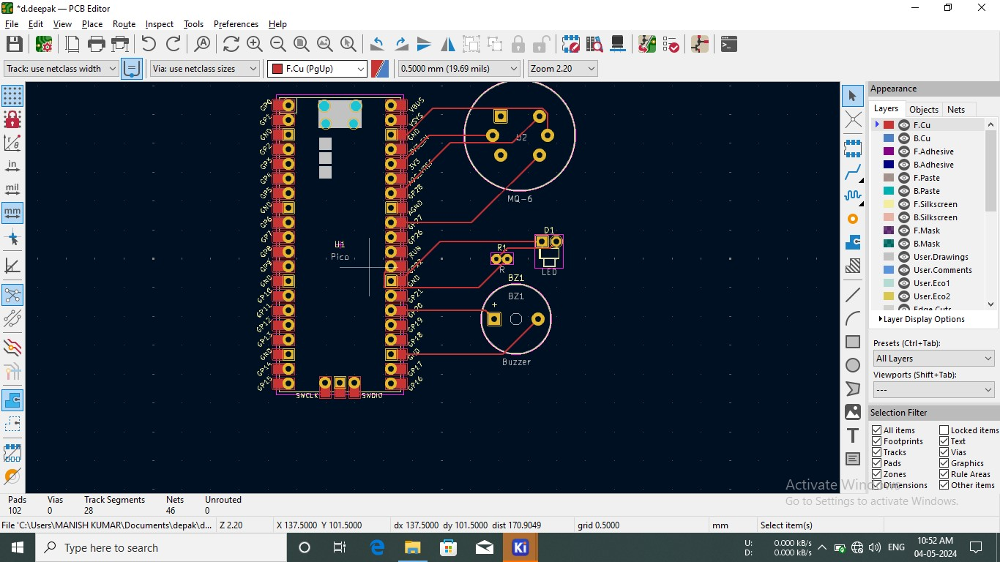 *d.deepak — PCB Editor
File Edit View Place Route Inspect Tools Preferences Help
Track: use netclass width
Via: use netclass sizes
F.Cu (PgUp)
0.5000 mm (19.69 mils)
Zoom 2.20
in
mil
mm
GP0
GP1
GND
GP2
GP3
GP4
GP5
GND
GP6
GP7
GP8
GP9
GND
GP10
GP11
GP12
GP13
GND
GP14
GP15
U1
Pico
SWCLK
SWDIO
VBUS
VSYS
GND
3V3_EN
3V3
ADC_VREF
GP28
AGND
GP27
GP26
RUN
GP22
GND
GP21
GP20
GP19
GP18
GND
GP17
GP16
U2
MQ-6
D1
LED
R1
R
BZ1
BZ1
+
Buzzer
Appearance
Layers Objects Nets
F.Cu
B.Cu
F.Adhesive
B.Adhesive
F.Paste
B.Paste
F.Silkscreen
B.Silkscreen
F.Mask
B.Mask
User.Drawings
User.Comments
User.Eco1
User.Eco2
Edge.Cuts
Layer Display Options
Presets (Ctrl+Tab):
All Layers
Viewports (Shift+Tab):
---
Selection Filter
All items Locked items
Footprints Text
Tracks Vias
Pads Graphics
Zones Rule Areas
Dimensions Other items
Activate Windows
Go to Settings to activate Windows.
Pads Vias Track Segments Nets Unrouted
102 0 28 46 0
File 'C:\Users\MANISH KUMAR\Documents\depak\d... Z 2.20 X 137.5000 Y 101.5000 dx 137.5000 dy 101.5000 dist 170.9049 grid 0.5000 mm Select item(s)
Type here to search
Ki
U: 0.000 kB/s
D: 0.000 kB/s
ENG
10:52 AM
04-05-2024